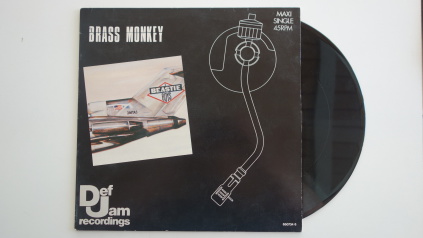 BRASS MONKEY
MAXI
SINGLE
45RPM
BEASTIE
Def
Jam
recordings